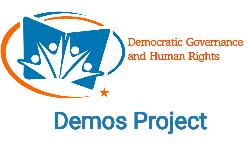 Democratic Governance
and Human Rights
Demos Project